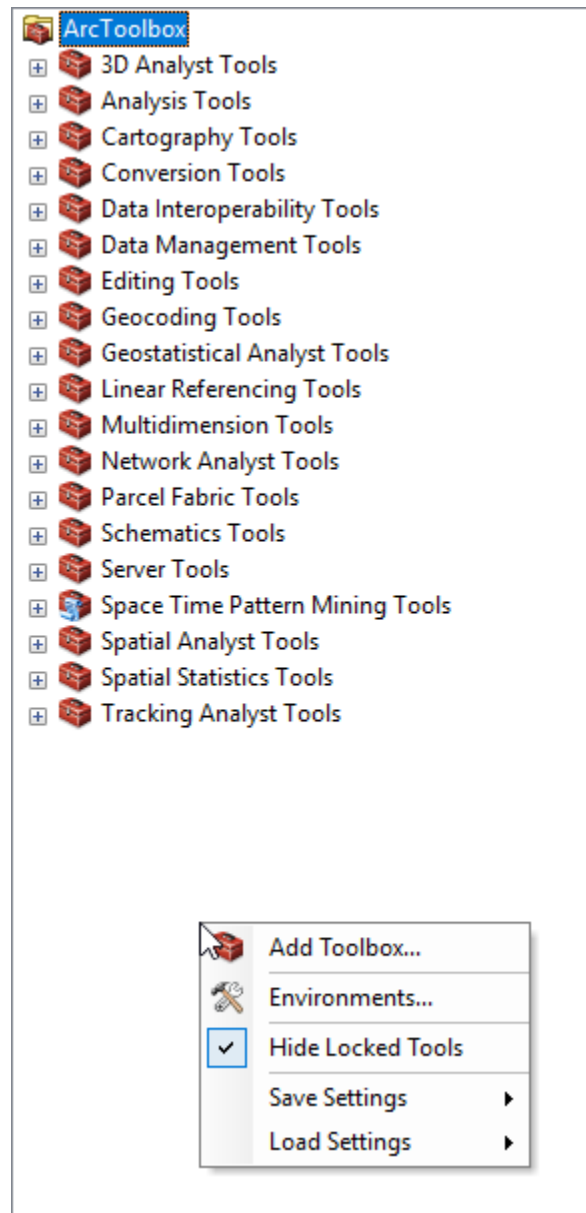 ArcToolbox
3D Analyst Tools
Analysis Tools
Cartography Tools
Conversion Tools
Data Interoperability Tools
Data Management Tools
Editing Tools
Geocoding Tools
Geostatistical Analyst Tools
Linear Referencing Tools
Multidimension Tools
Network Analyst Tools
Parcel Fabric Tools
Schematics Tools
Server Tools
Space Time Pattern Mining Tools
Spatial Analyst Tools
Spatial Statistics Tools
Tracking Analyst Tools
Add Toolbox...
Environments...
Hide Locked Tools
Save Settings
Load Settings